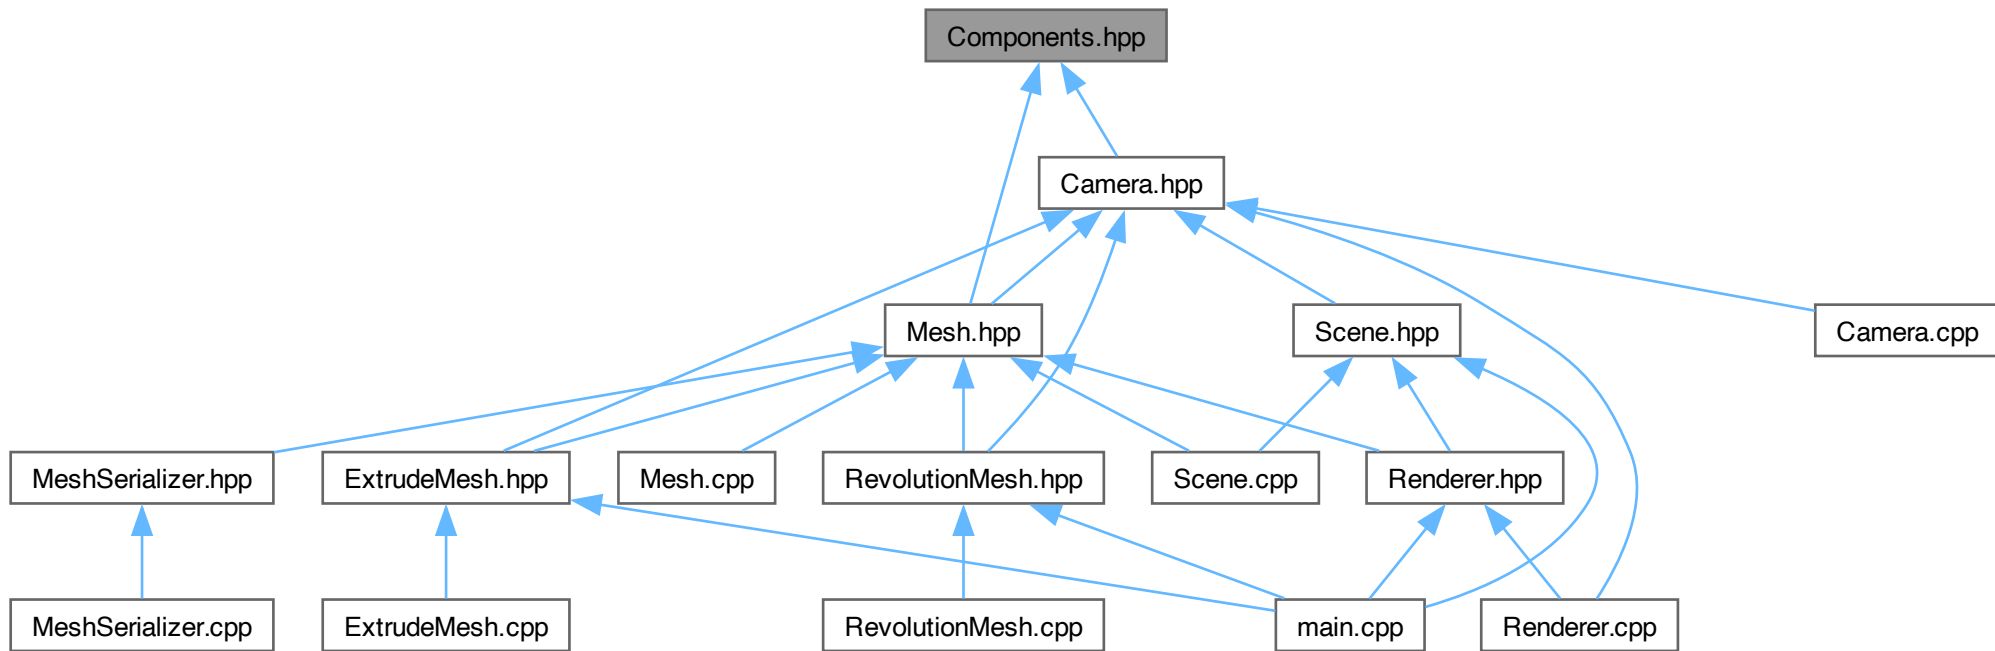 Components.hpp
Camera.hpp
Mesh.hpp
Scene.hpp
Camera.cpp
MeshSerializer.hpp
ExtrudeMesh.hpp
Mesh.cpp
RevolutionMesh.hpp
Scene.cpp
Renderer.hpp
MeshSerializer.cpp
ExtrudeMesh.cpp
RevolutionMesh.cpp
main.cpp
Renderer.cpp